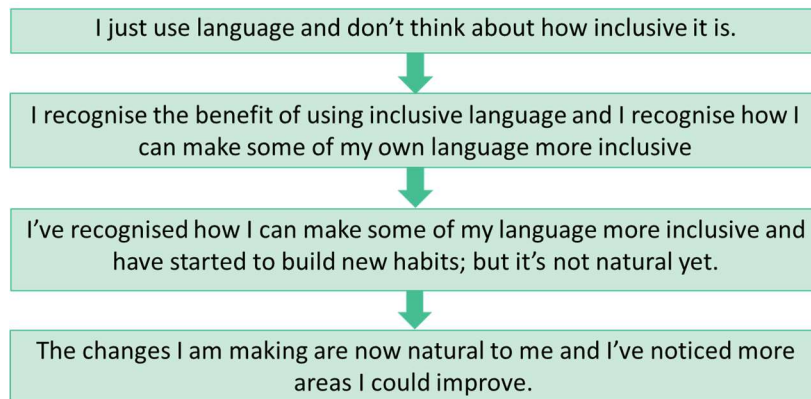 I just use language and don’t think about how inclusive it is.
I recognise the benefit of using inclusive language and I recognise how I
can make some of my own language more inclusive
I’ve recognised how I can make some of my language more inclusive and
have started to build new habits; but it’s not natural yet.
The changes I am making are now natural to me and I’ve noticed more
areas I could improve.